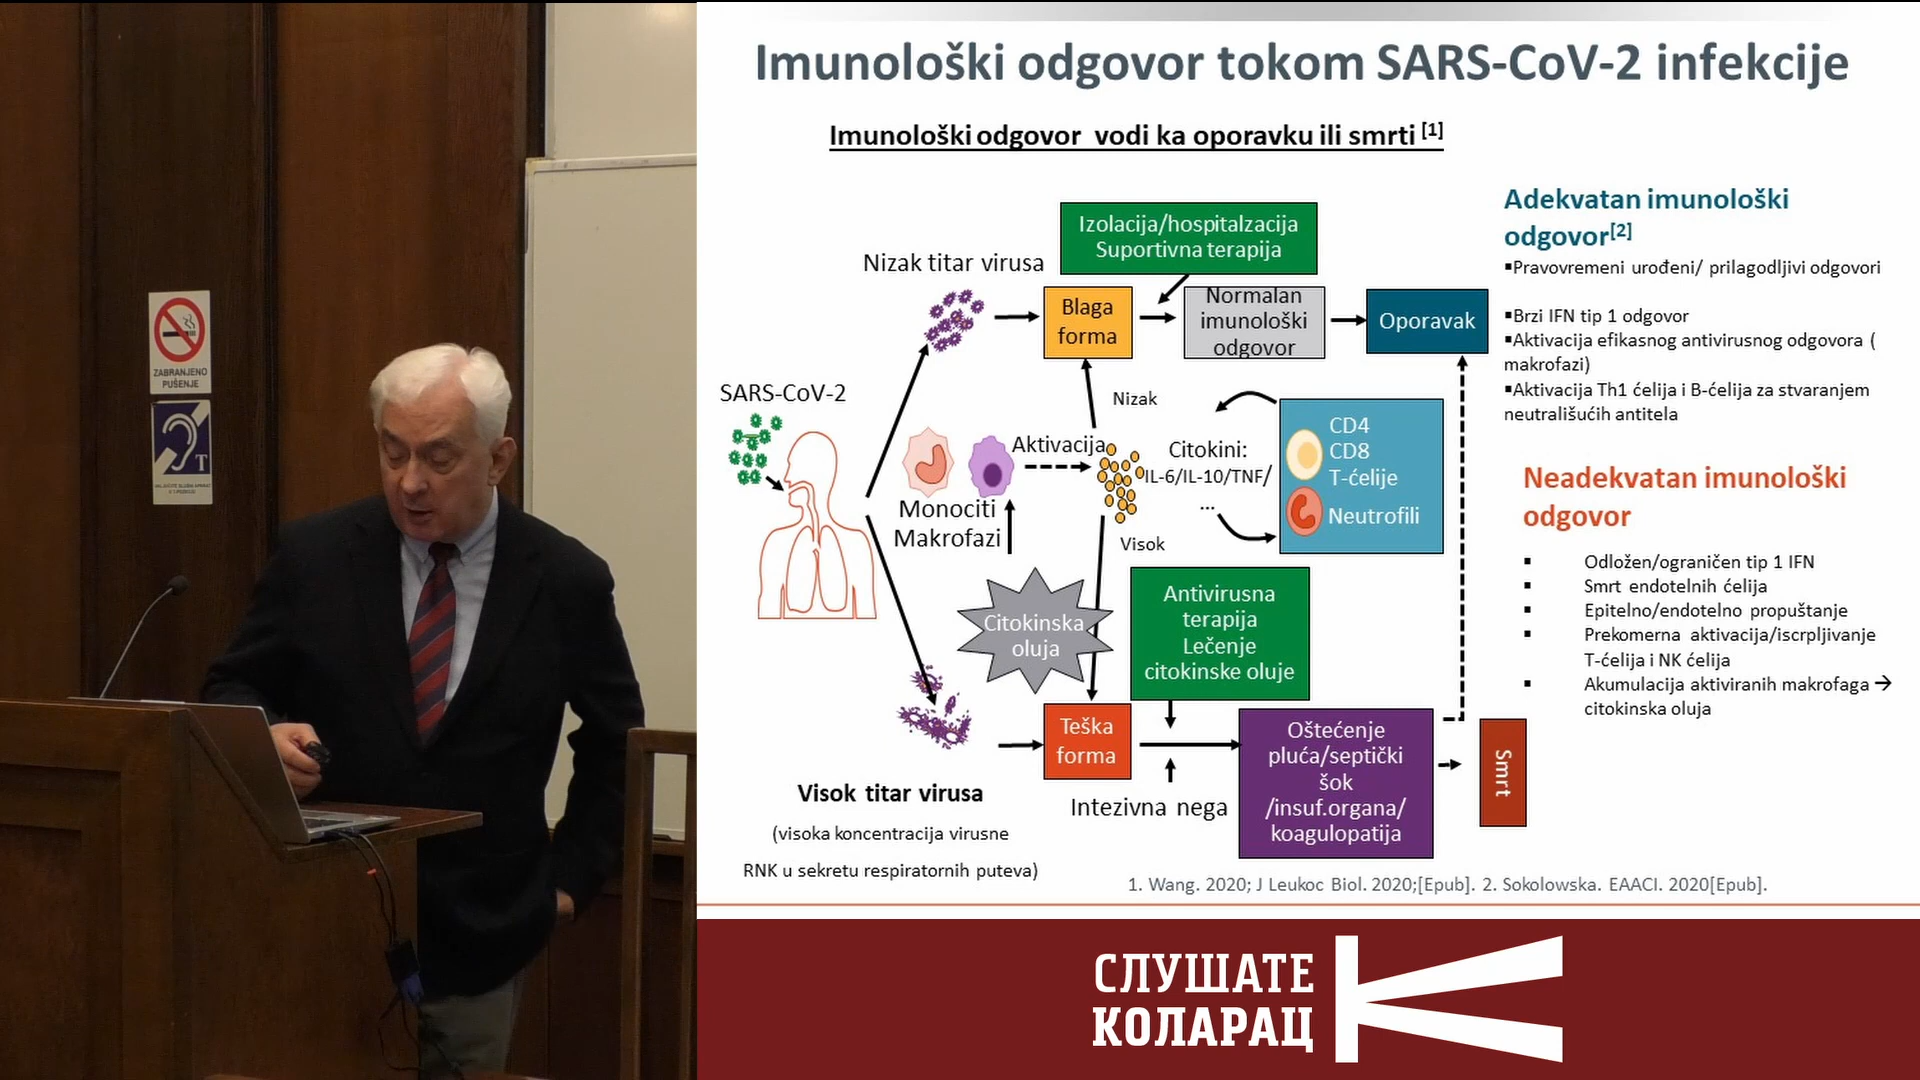 Imunološki odgovor tokom SARS-CoV-2 infekcije
Imunološki odgovor vodi ka oporavku ili smrti [1]
Izolacija/hospitalzacija
Suportivna terapija
Nizak titar virusa
Blaga
forma
Normalan
imunološki
odgovor
Oporavak
SARS-CoV-2
Nizak
Aktivacija
Monociti
Makrofazi
Citokini:
IL-6/IL-10/TNF/
...
CD4
CD8
T-ćelije
Neutrofili
Visok
Citokinska
oluja
Antivirusna
terapija
Lečenje
citokinske oluje
Teška
forma
Intezivna nega
Oštećenje
pluća/septički
šok
/insuf.organa/
koagulopatija
Smrt
Visok titar virusa
(visoka koncentracija virusne
RNK u sekretu respiratornih puteva)
Adekvatan imunološki
odgovor[2]
▪Pravovremeni urođeni/ prilagodljivi odgovori
▪Brzi IFN tip 1 odgovor
▪Aktivacija efikasnog antivirusnog odgovora (
makrofazi)
▪Aktivacija Th1 ćelija i B-ćelija za stvaranjem
neutrališućih antitela
Neadekvatan imunološki
odgovor
▪ Odložen/ograničen tip 1 IFN
▪ Smrt endotelnih ćelija
▪ Epitelno/endotelno propuštanje
▪ Prekomerna aktivacija/iscrpljivanje
T-ćelija i NK ćelija
▪ Akumulacija aktiviranih makrofaga →
citokinska oluja
1. Wang. 2020; J Leukoc Biol. 2020;[Epub]. 2. Sokolowska. EAACI. 2020[Epub].
ZABRANJENO
PUŠENJE
T
СЛУШАТЕ
КОЛАРАЦ